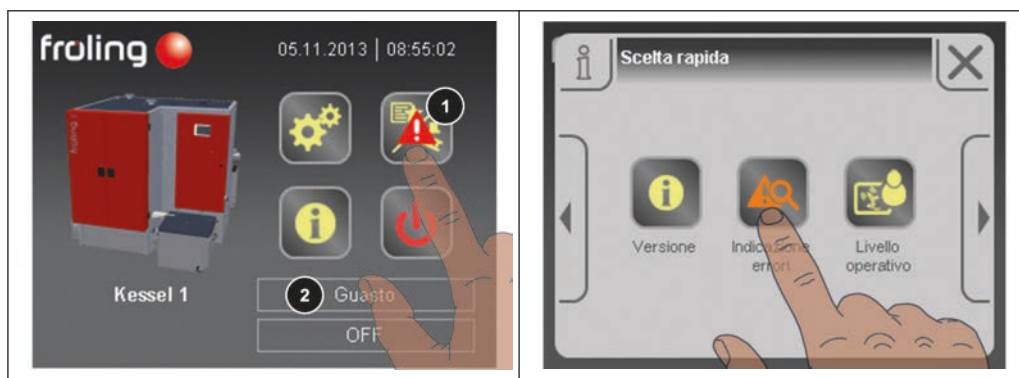 fröling
05.11.2013 | 08:55:02
1
Kessel 1
2 Guasto
OFF
Scelta rapida
Versione
Indicazione
errori
Livello
operativo